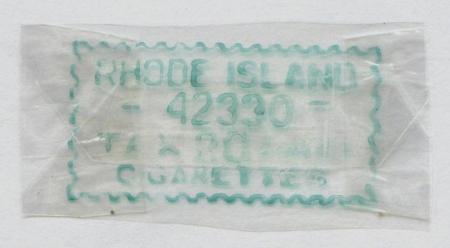 RHODE ISLAND
- 42330 -
TAX
CIGARETTES